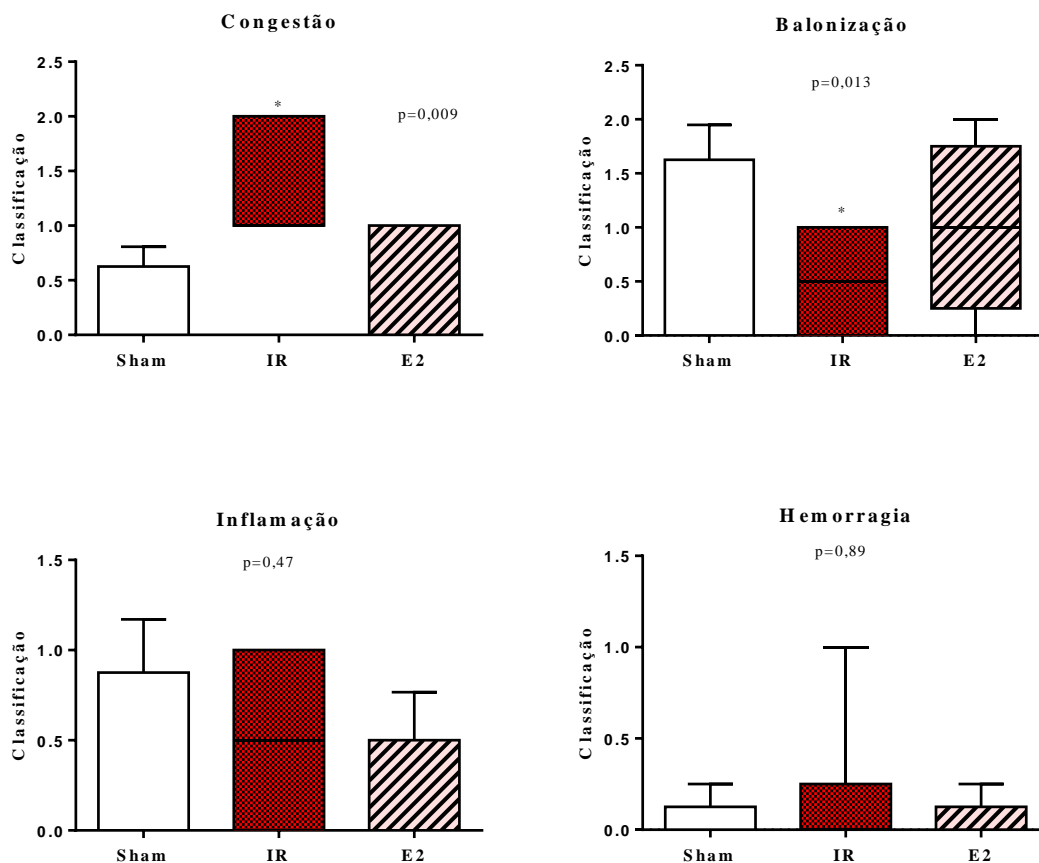 Congestão
Classificação
2.5
2.0
1.5
1.0
0.5
0.0
*
p=0,009
Sham IR E2
Balonização
Classificação
2.5
2.0
1.5
1.0
0.5
0.0
p=0,013
*
Sham IR E2
Inflamação
Classificação
1.5
1.0
0.5
0.0
p=0,47
Sham IR E2
Hemorragia
Classificação
1.5
1.0
0.5
0.0
p=0,89
Sham IR E2